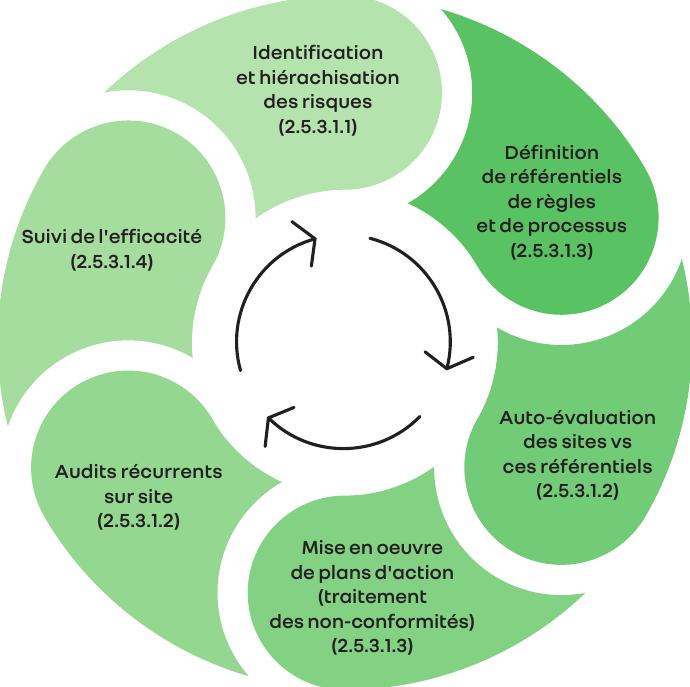 Identification
et hiérachisation
des risques
(2.5.3.1.1)
Définition
de référentiels
de règles
et de processus
(2.5.3.1.3)
Auto-évaluation
des sites vs
ces référentiels
(2.5.3.1.2)
Mise en oeuvre
de plans d'action
(traitement
des non-conformités)
(2.5.3.1.3)
Audits récurrents
sur site
(2.5.3.1.2)
Suivi de l'efficacité
(2.5.3.1.4)